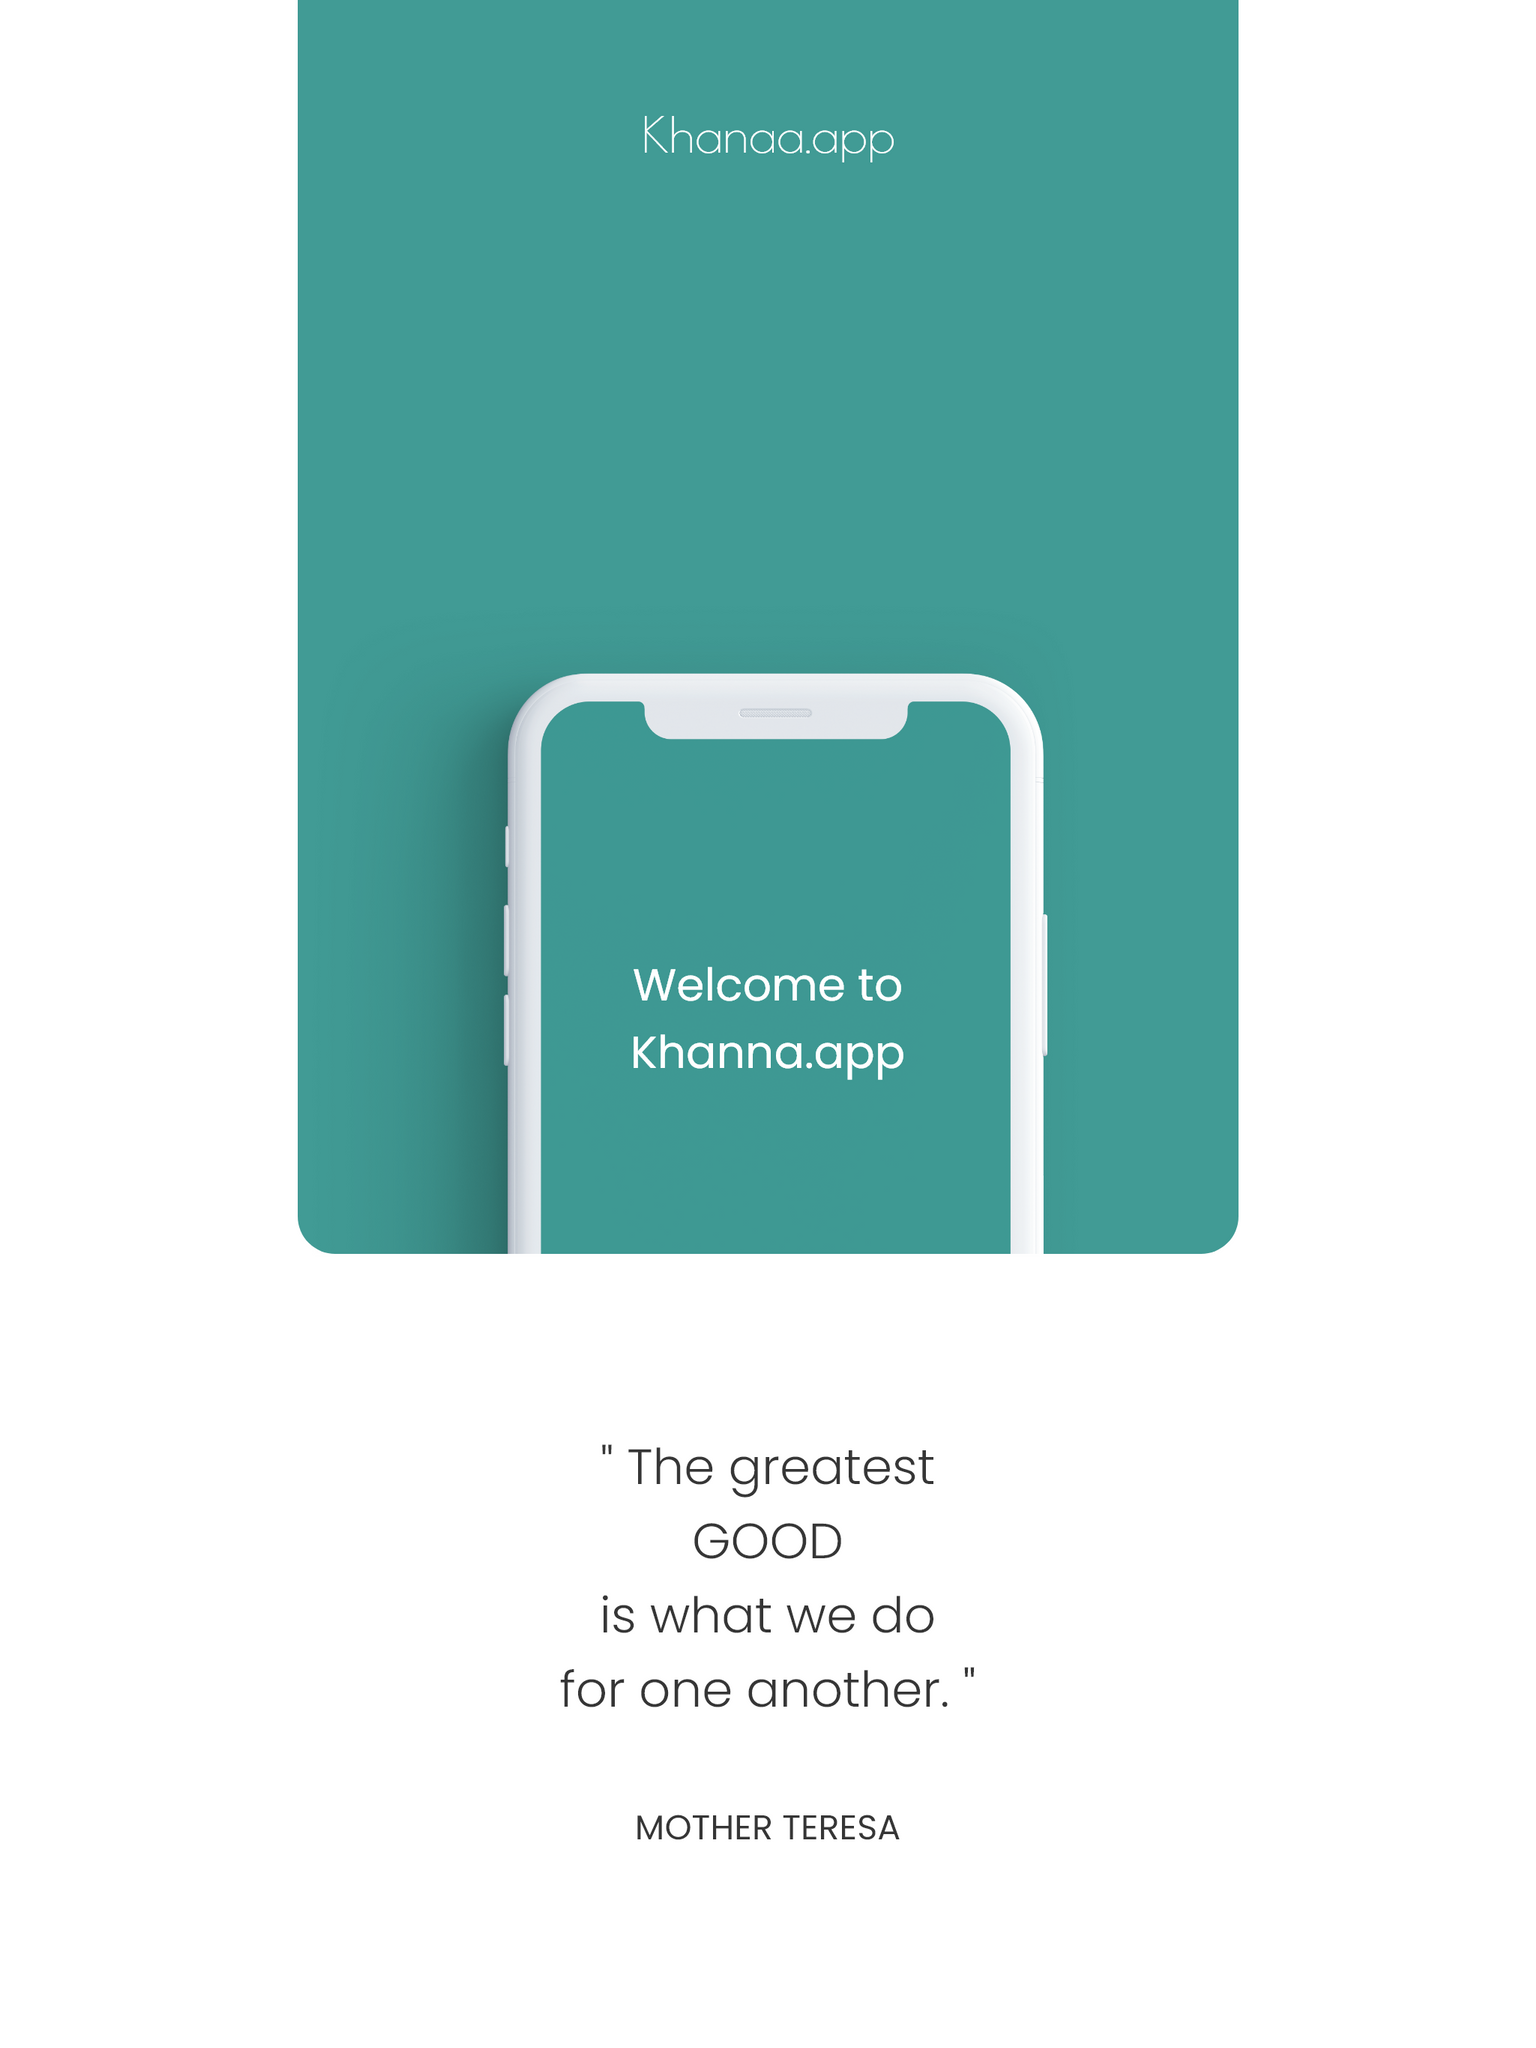 Khanaa.app
Welcome to
Khanna.app
" The greatest
GOOD
is what we do
for one another. "
MOTHER TERESA